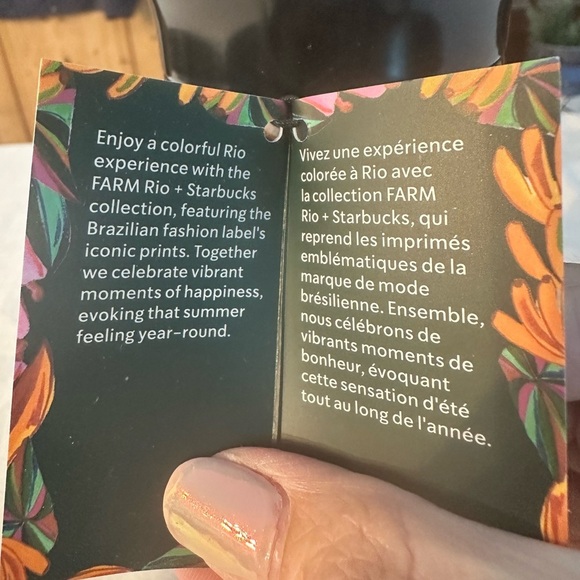 Enjoy a colorful Rio
experience with the
FARM Rio + Starbucks
collection, featuring the
Brazilian fashion label's
iconic prints. Together
we celebrate vibrant
moments of happiness,
evoking that summer
feeling year-round.
Vivez une expérience
colorée à Rio avec
la collection FARM
Rio + Starbucks, qui
reprend les imprimés
emblématiques de la
marque de mode
brésilienne. Ensemble,
nous célébrons de
vibrants moments de
bonheur, évoquant
cette sensation d'été
tout au long de l'année.